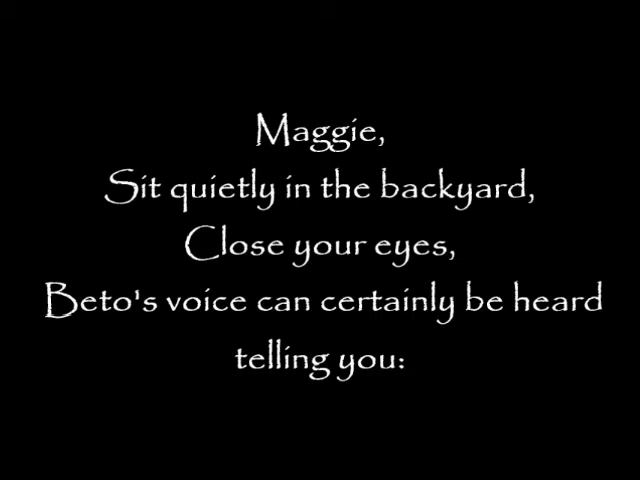 Maggie,
Sit quietly in the backyard,
Close your eyes,
Beto's voice can certainly be heard
telling you: